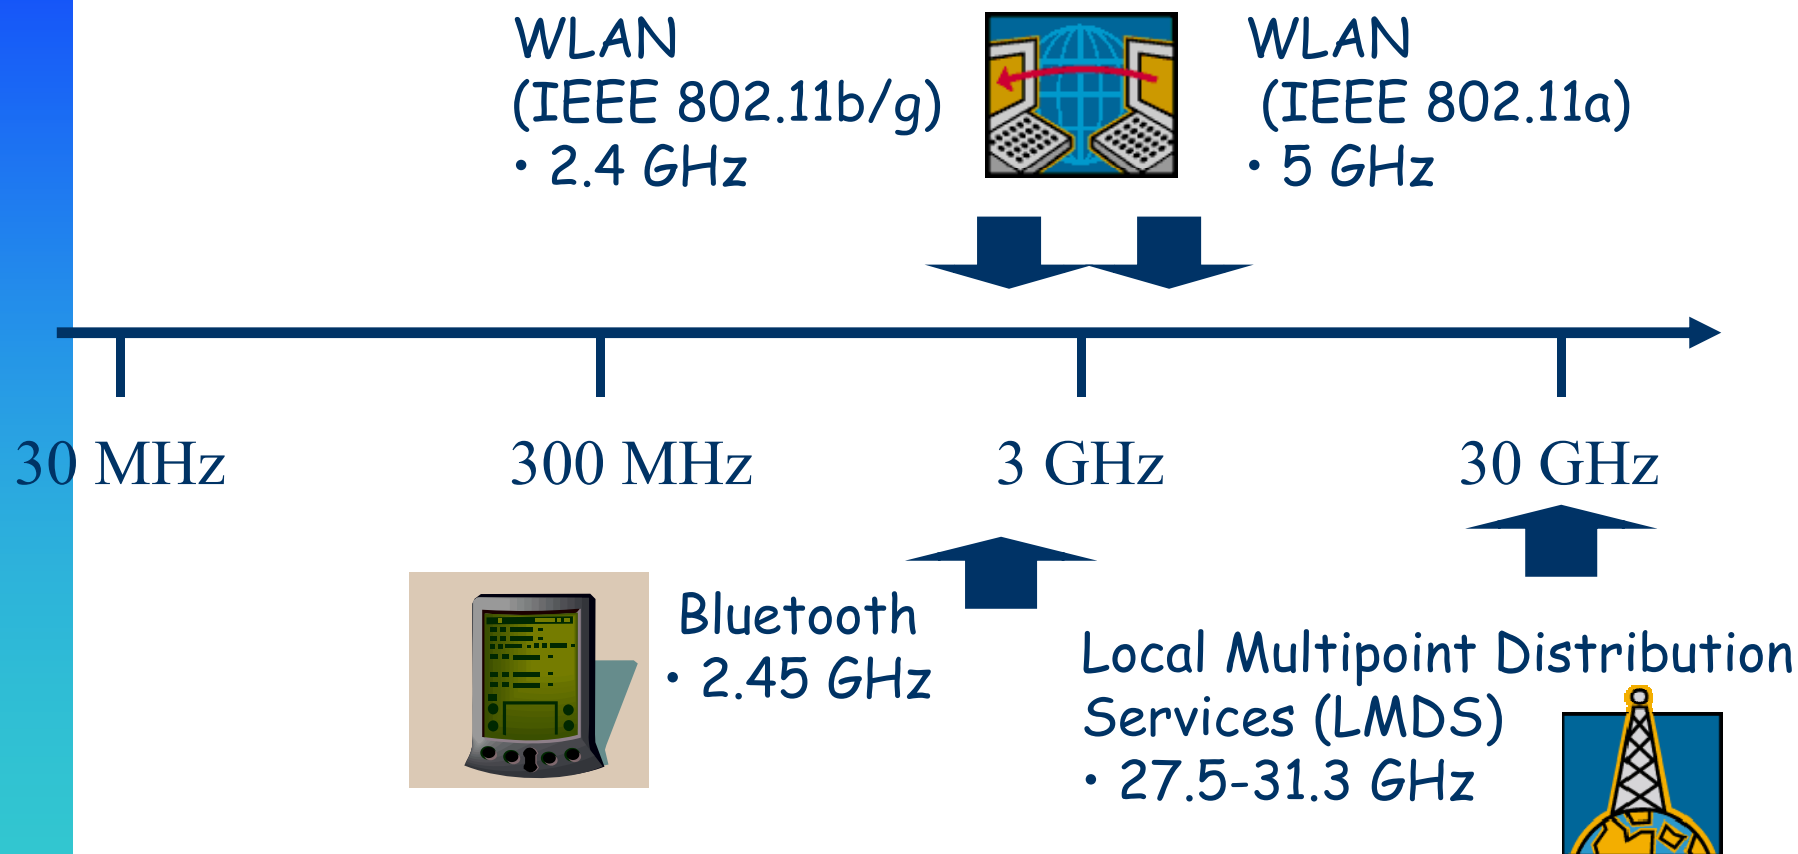 WLAN
(IEEE 802.11b/g)
• 2.4 GHz
WLAN
(IEEE 802.11a)
• 5 GHz
30 MHz
300 MHz
3 GHz
30 GHz
Bluetooth
• 2.45 GHz
Local Multipoint Distribution
Services (LMDS)
• 27.5-31.3 GHz